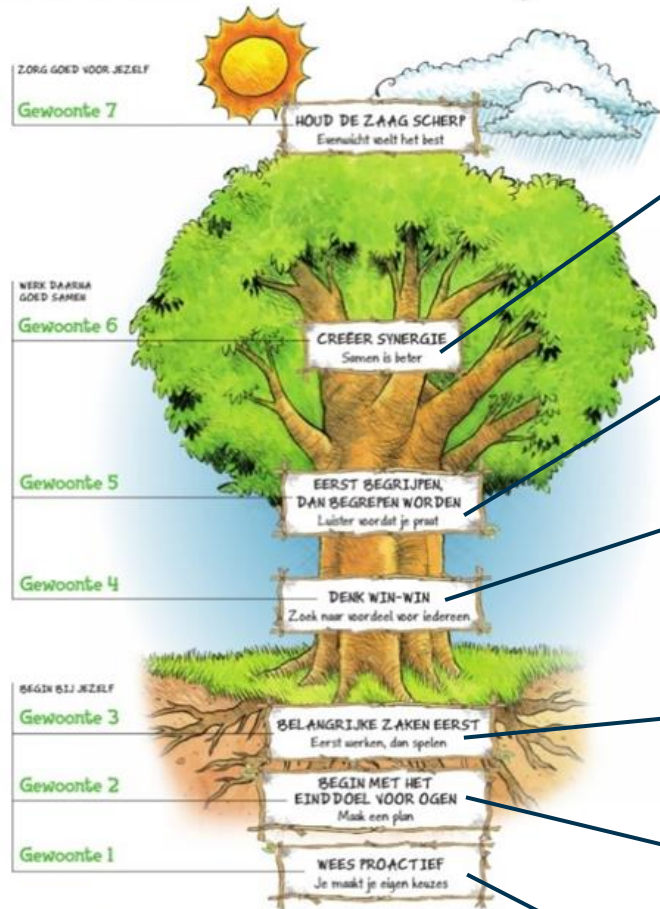 ZORG GOED VOOR JEZELF
Gewoonte 7
HOUD DE ZAAG SCHERP
Evenwicht voelt het best
WERK DAARNA
GOED SAMEN
Gewoonte 6
CREËER SYNERGIE
Samen is beter
Gewoonte 5
EERST BEGRIJPEN,
DAN BEGREPEN WORDEN
Luister voordat je praat
Gewoonte 4
DENK WIN-WIN
Zoek naar voordeel voor iedereen
BEGIN BIJ JEZELF
Gewoonte 3
BELANGRIJKE ZAKEN EERST
Eerst werken, dan spelen
Gewoonte 2
BEGIN MET HET
EINDDOEL VOOR OGEN
Maak een plan
Gewoonte 1
WEES PROACTIEF
Je maakt je eigen keuzes